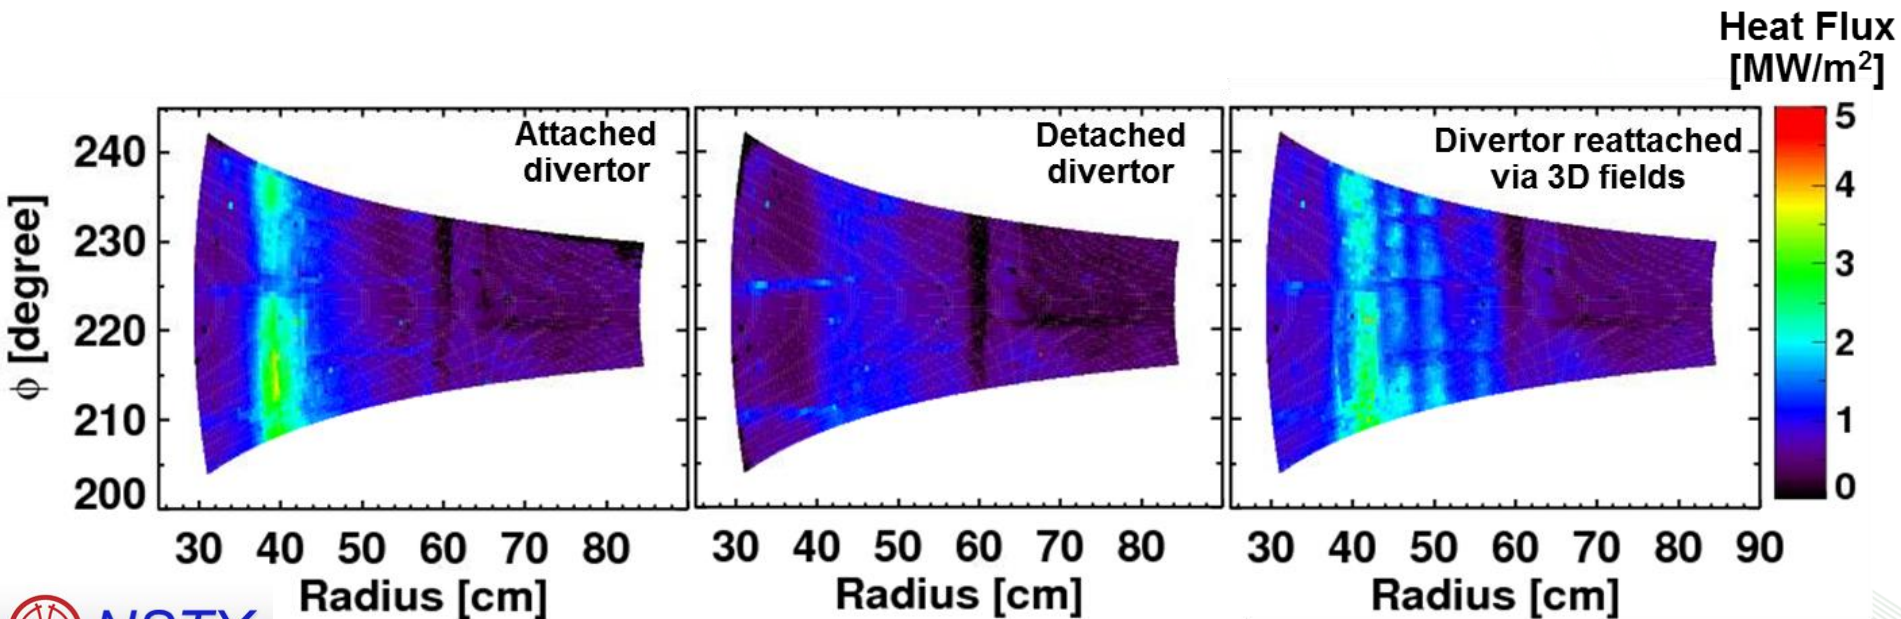 Heat Flux
[MW/m²]
Attached
divertor
Detached
divertor
Divertor reattached
via 3D fields
240
230
220
210
200
ϕ [degree]
5
4
3
2
1
0
30 40 50 60 70 80
30 40 50 60 70 80
30 40 50 60 70 80 90
Radius [cm]
Radius [cm]
Radius [cm]